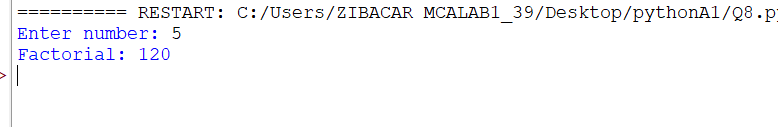 ========== RESTART: C:/Users/ZIBACAR MCALAB1_39/Desktop/pythonA1/Q8.p
Enter number: 5
Factorial: 120
>